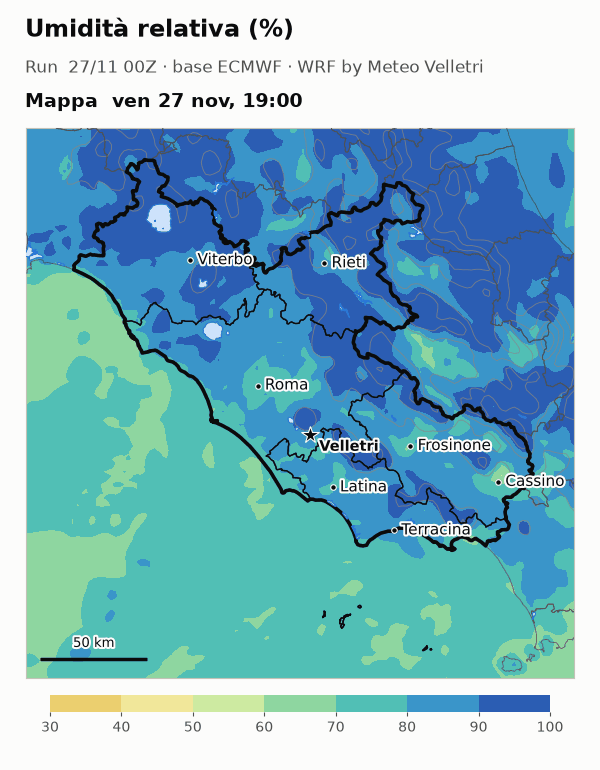 Umidità relativa (%)
Run  27/11 00Z · base ECMWF · WRF by Meteo Velletri
Mappa  ven 27 nov, 19:00
Viterbo
Rieti
Roma
Velletri
Frosinone
Cassino
Latina
Terracina
50 km
30 40 50 60 70 80 90 100